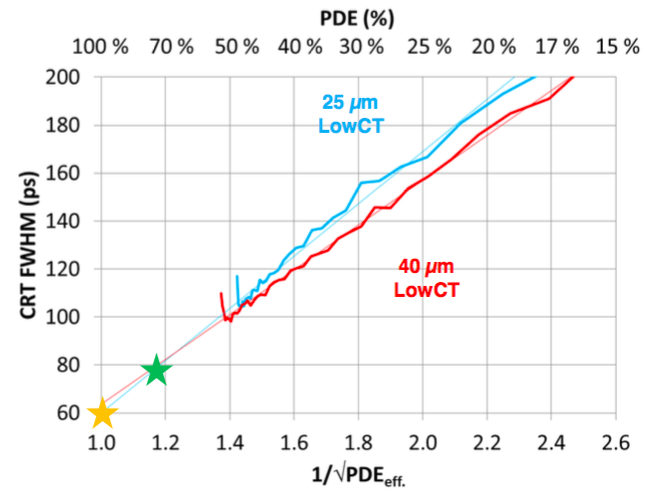 PDE (%)
100 % 70 % 50 % 40 % 30 % 25 % 20 % 17 % 15 %
200
180
160
140
120
100
80
60
CRT FWHM (ps)
25 µm
LowCT
40 µm
LowCT
1.0 1.2 1.4 1.6 1.8 2.0 2.2 2.4 2.6
1/√PDEeff.